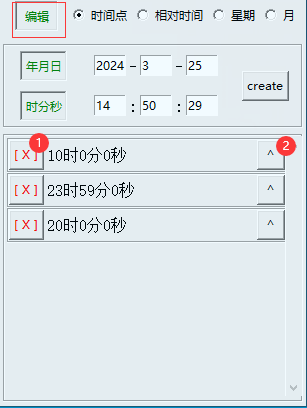 编辑 时间点 相对时间 星期 月
年月日 2024 - 3 - 25
create
时分秒 14 : 50 : 29
[ X ] 1 10时0分0秒 ^ 2
[ X ] 23时59分0秒 ^
[ X ] 20时0分0秒 ^